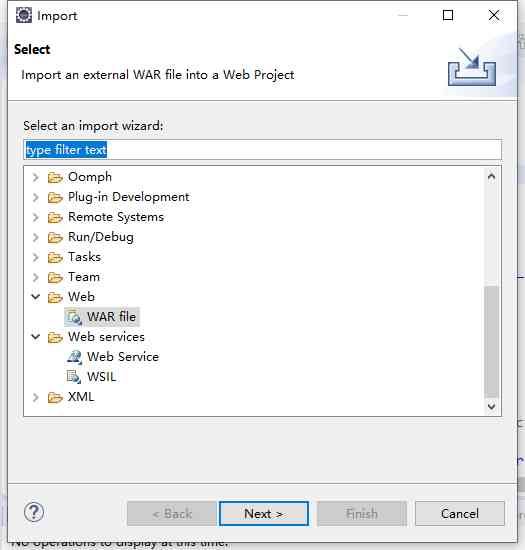 Import
Select
Import an external WAR file into a Web Project
Select an import wizard:
type filter text
Oomph
Plug-in Development
Remote Systems
Run/Debug
Tasks
Team
Web
WAR file
Web services
Web Service
WSIL
XML
? < Back Next > Finish Cancel
No operations to display at this time.